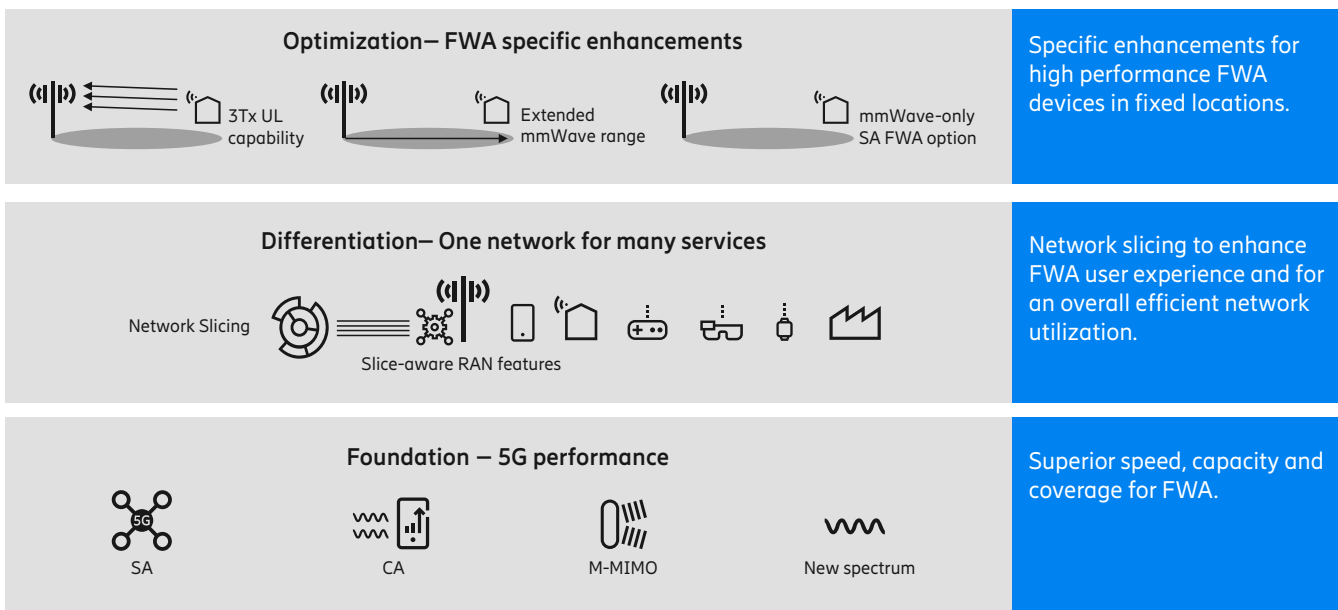 Optimization— FWA specific enhancements
3Tx UL
capability
Extended
mmWave range
mmWave-only
SA FWA option
Specific enhancements for
high performance FWA
devices in fixed locations.
Differentiation— One network for many services
Network Slicing
Slice-aware RAN features
Network slicing to enhance
FWA user experience and for
an overall efficient network
utilization.
Foundation — 5G performance
5G
SA
CA
M-MIMO
New spectrum
Superior speed, capacity and
coverage for FWA.